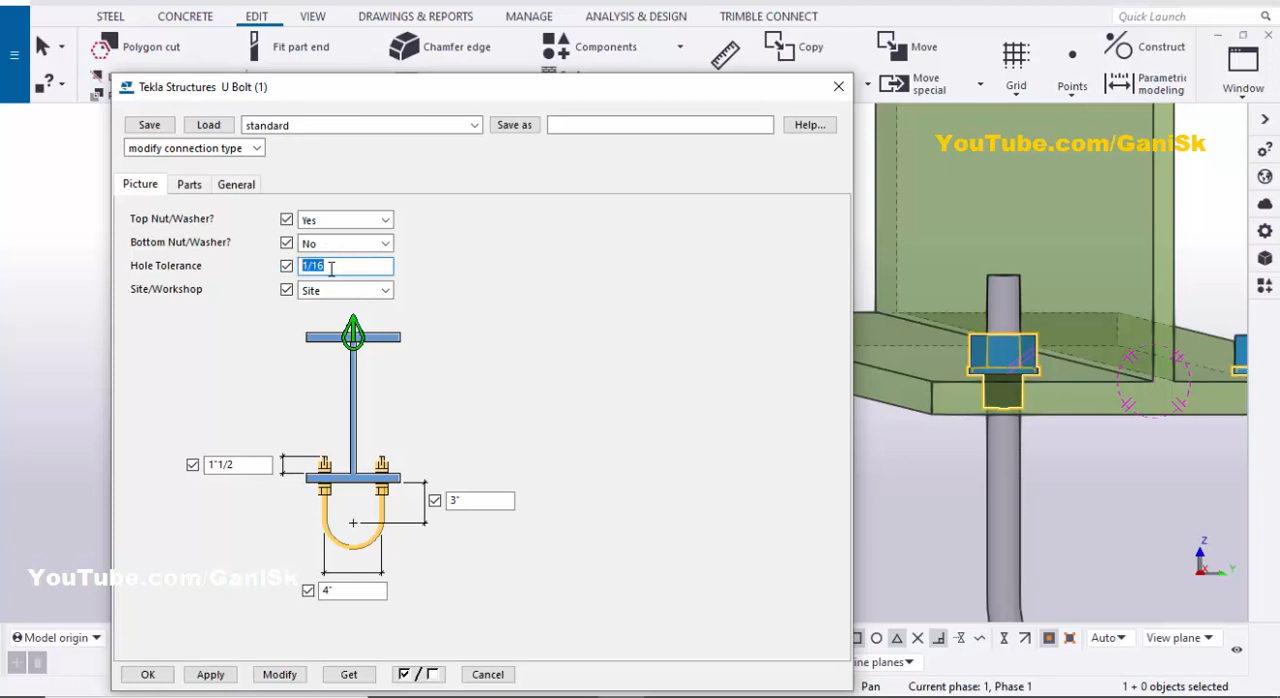 STEEL CONCRETE EDIT VIEW DRAWINGS & REPORTS MANAGE ANALYSIS & DESIGN TRIMBLE CONNECT Quick Launch
Polygon cut Fit part end Chamfer edge Components Copy Move Construct
Move special Grid Points Parametric modeling Window
Tekla Structures U Bolt (1)
Save Load standard Save as Help...
modify connection type
YouTube.com/GaniSk
Picture Parts General
Top Nut/Washer? Yes
Bottom Nut/Washer? No
Hole Tolerance 1/16
Site/Workshop Site
1"1/2
3"
Z
Y
X
YouTube.com/GaniSk
4"
Model origin Auto View plane
ine planes
OK Apply Modify Get / Cancel
Pan Current phase: 1, Phase 1 1 + 0 objects selected